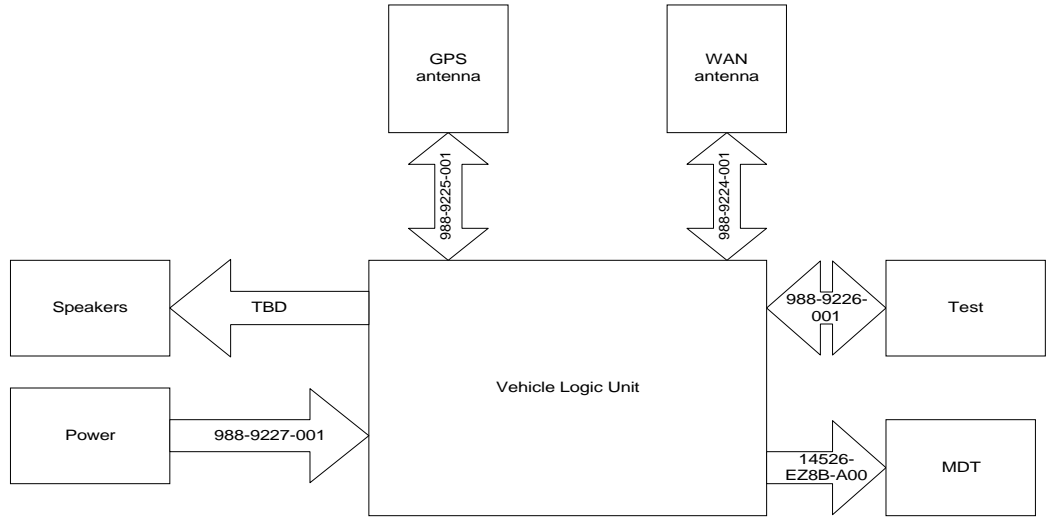 GPS
antenna
WAN
antenna
988-9225-001
988-9224-001
Speakers
TBD
988-9226-
001
Test
Vehicle Logic Unit
Power
988-9227-001
14526-
EZ8B-A00
MDT